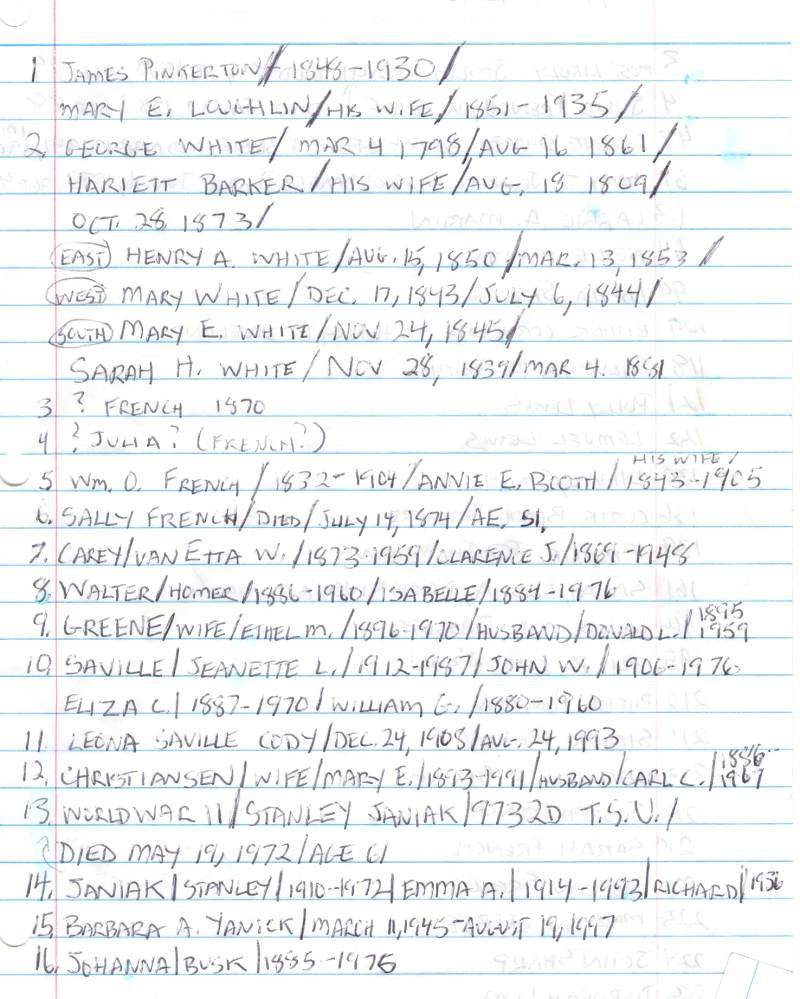 1 JAMES PINKERTON / 1848-1930 /
MARY E. LOUGHLIN / HIS WIFE / 1851-1935 /
2 GEORGE WHITE / MAR 4 1798 / AUG 16 1861 /
HARIETT BARKER / HIS WIFE / AUG. 18 1809 /
OCT. 28 1873 /
(EAST) HENRY A. WHITE / AUG. 15, 1850 / MAR. 13, 1853 /
(WEST) MARY WHITE / DEC. 17, 1843 / JULY 6, 1844 /
(SOUTH) MARY E. WHITE / NOV 24, 1845 /
SARAH H. WHITE / NOV 28, 1839 / MAR 4. 1881
3 ? FRENCH 1870
4 ? JULIA? (FRENCH?)
5 WM. O. FRENCH / 1832-1904 / ANNIE E. BOOTH / HIS WIFE / 1843-1905
6. SALLY FRENCH / DIED / JULY 14, 1874 / AE. 51,
7. CAREY / VAN ETTA W. / 1873-1959 / CLARENCE J. / 1869-1948
8. WALTER / HOMER / 1886-1960 / ISABELLE / 1884-1976
9. GREENE / WIFE / ETHEL M. / 1896-1970 / HUSBAND / DONALD L. / 1895 1959
10. SAVILLE / JEANETTE L. / 1912-1987 / JOHN W. / 1906-1976
ELIZA C. / 1887-1970 / WILLIAM G. / 1880-1960
11. LEONA SAVILLE CODY / DEC. 24, 1908 / AUG. 24, 1993
12. CHRISTIANSEN / WIFE / MARY E. / 1893-1991 / HUSBAND / CARL C. / 1886- 1967
13. WORLD WAR II / STANLEY JANIAK / 9732D T.S.U. /
DIED MAY 19, 1972 / AGE 61
14. JANIAK / STANLEY / 1910-1972 / EMMA A. / 1914-1993 / RICHARD / 1936
15. BARBARA A. YANICK / MARCH 11, 1945-AUGUST 19, 1997
16. JOHANNA / BUSK / 1885-1975